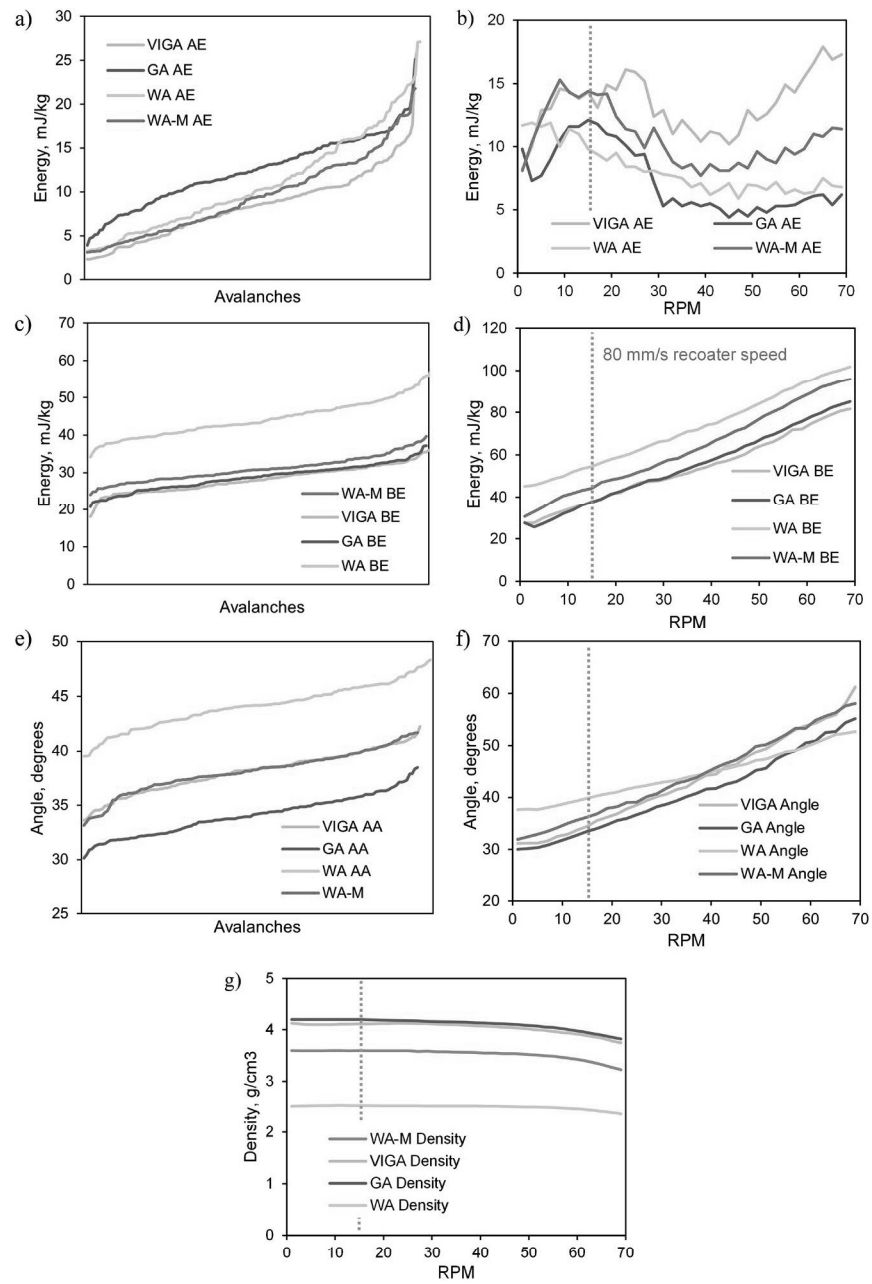 a)
30
25
20
15
10
5
0
Energy, mJ/kg
VIGA AE
GA AE
WA AE
WA-M AE
Avalanches
b)
20
15
10
5
0
Energy, mJ/kg
VIGA AE
GA AE
WA AE
WA-M AE
0 10 20 30 40 50 60 70
RPM
c)
70
60
50
40
30
20
10
0
Energy, mJ/kg
WA-M BE
VIGA BE
GA BE
WA BE
Avalanches
d)
120
100
80
60
40
20
0
Energy, mJ/kg
80 mm/s recoater speed
VIGA BE
GA BE
WA BE
WA-M BE
0 10 20 30 40 50 60 70
RPM
e)
50
45
40
35
30
25
Angle, degrees
VIGA AA
GA AA
WA AA
WA-M
Avalanches
f)
70
60
50
40
30
20
Angle, degrees
VIGA Angle
GA Angle
WA Angle
WA-M Angle
0 10 20 30 40 50 60 70
RPM
g)
5
4
3
2
1
0
Density, g/cm3
WA-M Density
VIGA Density
GA Density
WA Density
0 10 20 30 40 50 60 70
RPM